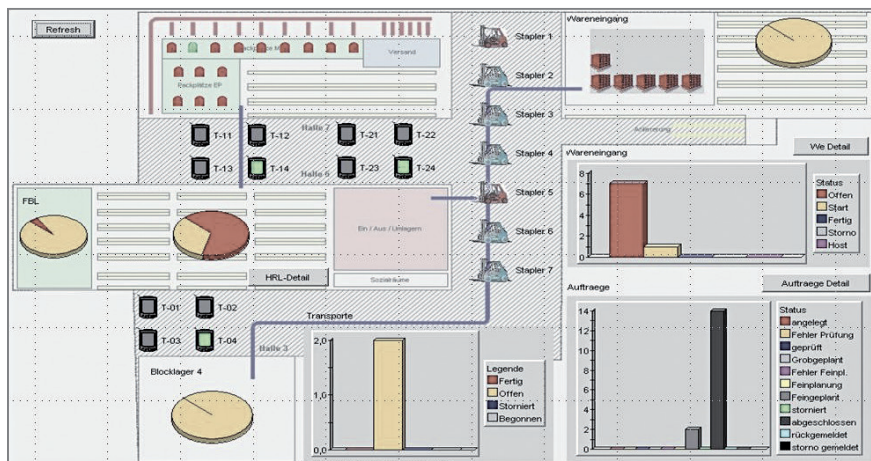 Refresh
Versand
Packplätze EP
Halle 7
T-11
T-12
T-21
T-22
T-13
T-14
T-23
T-24
Halle 6
Stapler 1
Stapler 2
Stapler 3
Stapler 4
Stapler 5
Stapler 6
Stapler 7
Wareneingang
Anlieferung
We Detail
Wareneingang
8
6
4
2
0
Status
Offen
Start
Fertig
Storno
Host
FBL
HRL-Detail
Ein / Aus / Umlagern
Sozialräume
T-01
T-02
T-03
T-04
Halle 3
Blocklager 4
Transporte
2,0
1,0
0,0
Legende
Fertig
Offen
Storniert
Begonnen
Auftraege
Auftraege Detail
14
12
10
8
6
4
2
0
Status
angelegt
Fehler Prüfung
geprüft
Grobgeplant
Fehler Feinpl.
Feinplanung
Feingeplant
storniert
abgeschlossen
rückgemeldet
storno gemeldet